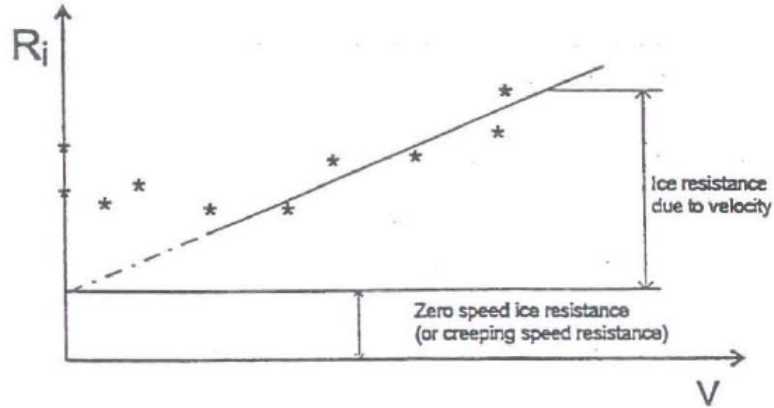 Rᵢ
Ice resistance
due to velocity
Zero speed ice resistance
(or creeping speed resistance)
V